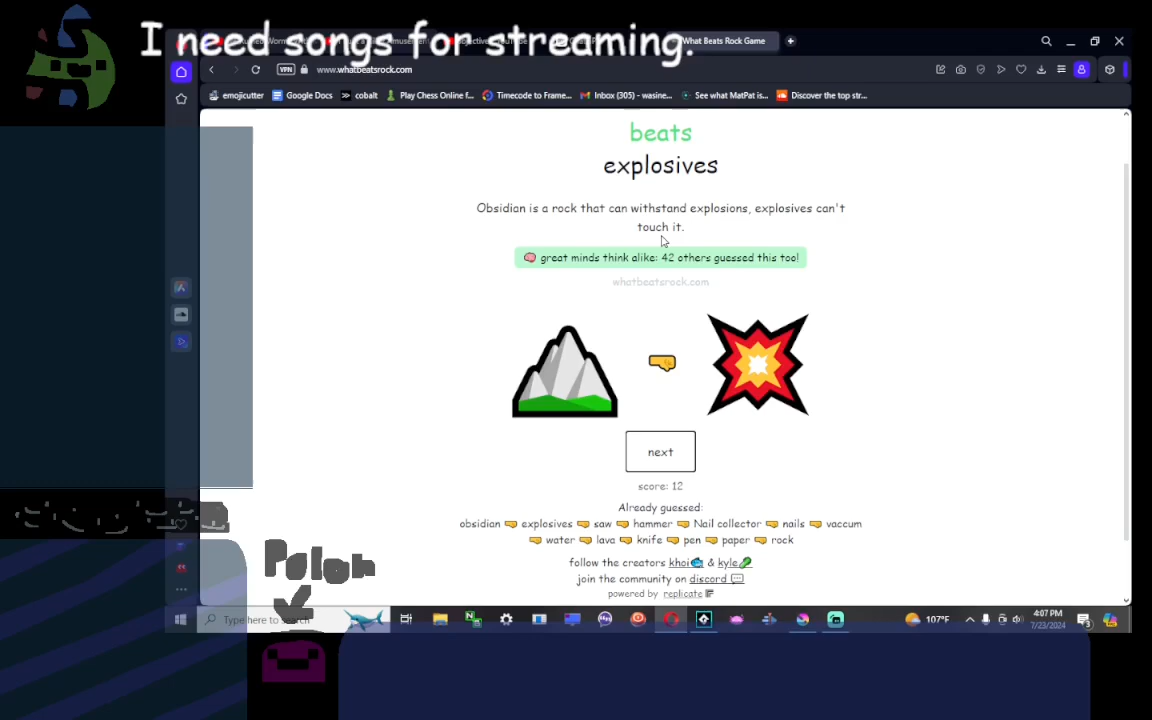 I need songs for streaming.
What Beats Rock Game
VPN
www.whatbeatsrock.com
emojicutter
Google Docs
cobalt
Play Chess Online f...
Timecode to Frame...
Inbox (305) - wasine...
See what MatPat is...
Discover the top str...
beats
explosives
Obsidian is a rock that can withstand explosions, explosives can't
touch it.
🧠 great minds think alike: 42 others guessed this too!
whatbeatsrock.com
next
score: 12
Already guessed:
obsidian 🤜 explosives 🤜 saw 🤜 hammer 🤜 Nail collector 🤜 nails 🤜 vaccum
🤜 water 🤜 lava 🤜 knife 🤜 pen 🤜 paper 🤜 rock
follow the creators khoi & kyle
join the community on discord
powered by replicate
Polon
Type here to search
107°F
4:07 PM
7/23/2024